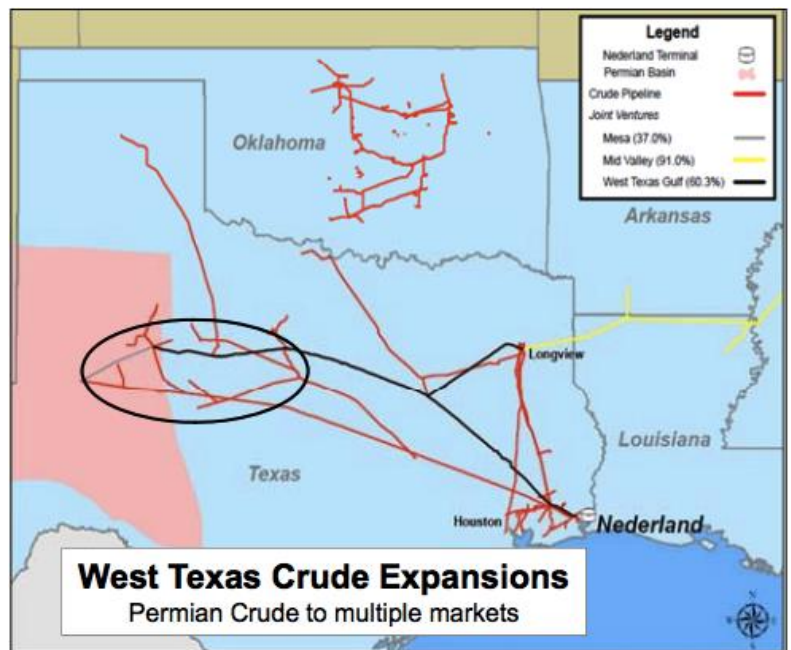 Legend
Nederland Terminal
Permian Basin
Crude Pipeline
Joint Ventures
Mesa (37.0%)
Mid Valley (91.0%)
West Texas Gulf (60.3%)
Oklahoma
Arkansas
Longview
Louisiana
Texas
Houston
Nederland
West Texas Crude Expansions
Permian Crude to multiple markets
N